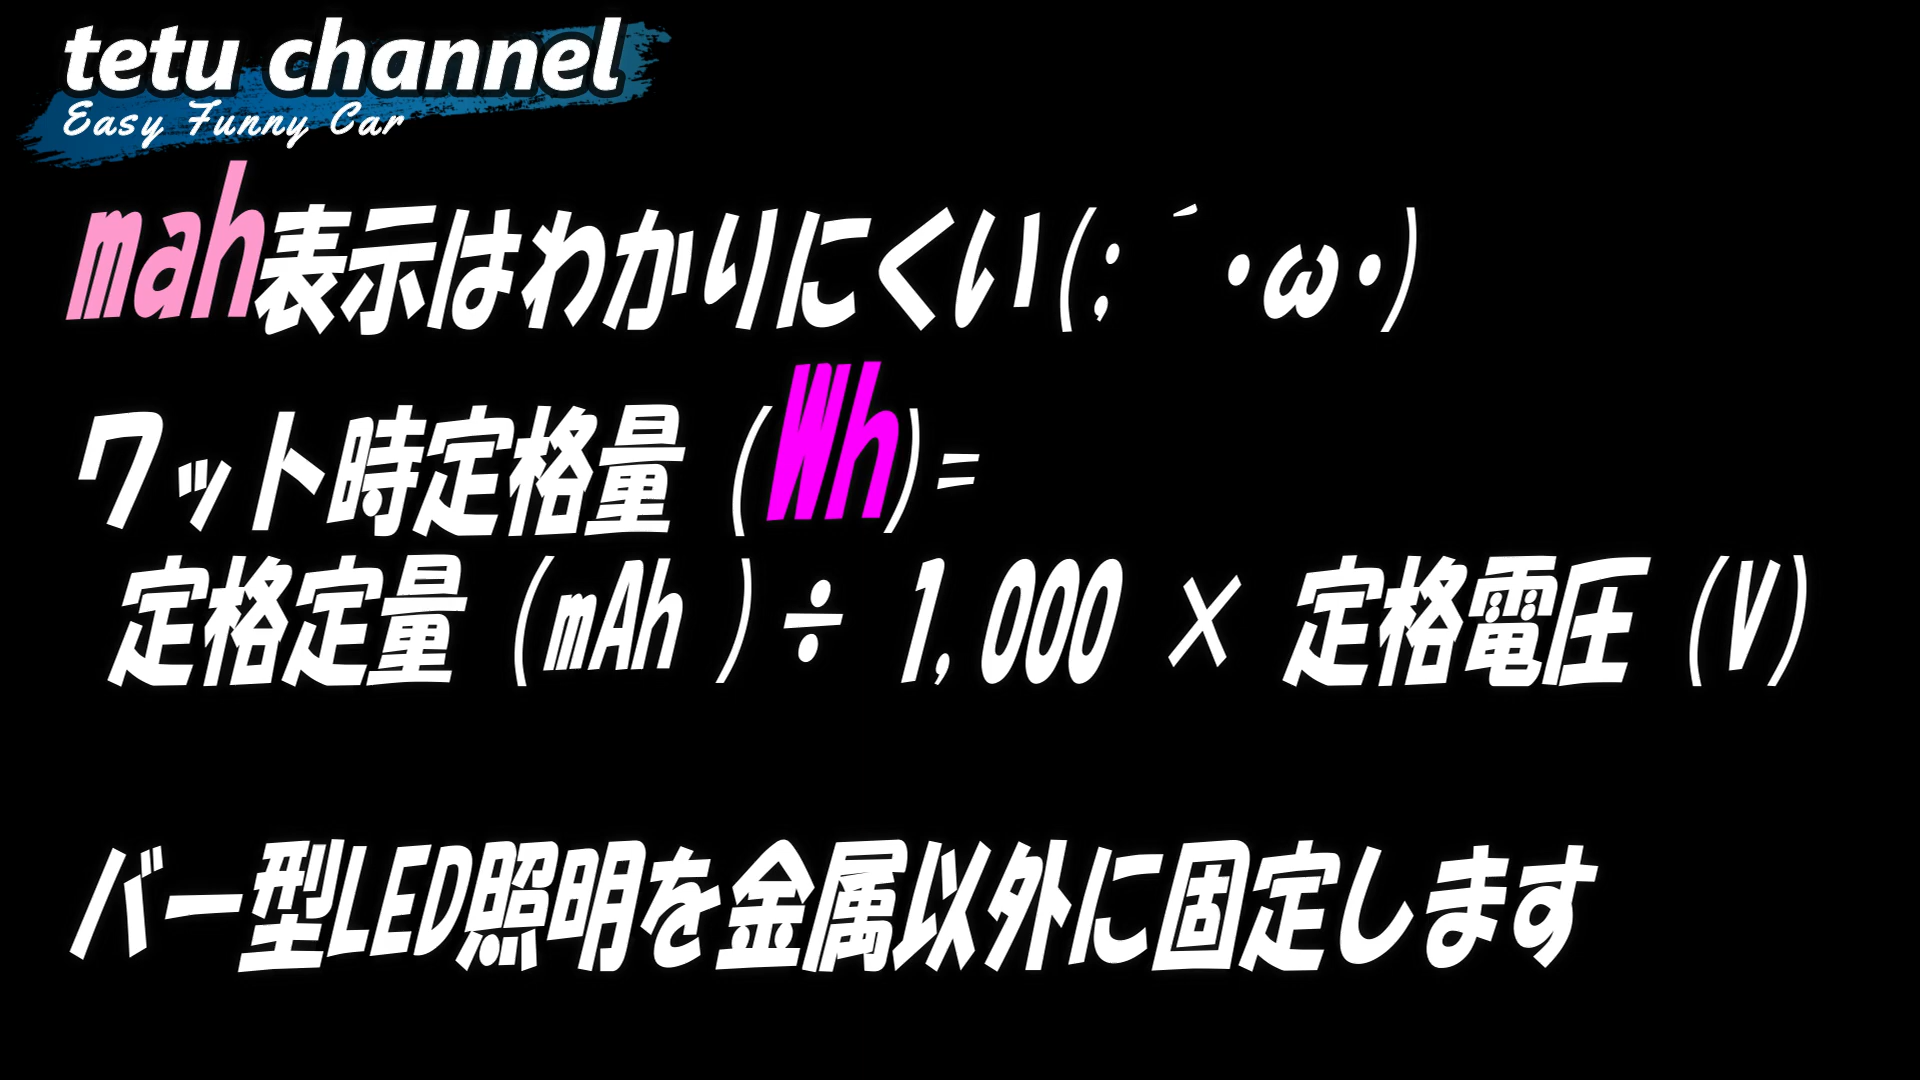 tetu channel
Easy Funny Car
mah表示はわかりにくい(;´・ω・)
ワット時定格量 (Wh)=
定格定量 (mAh )÷ 1,000 × 定格電圧 (V)
バー型LED照明を金属以外に固定します